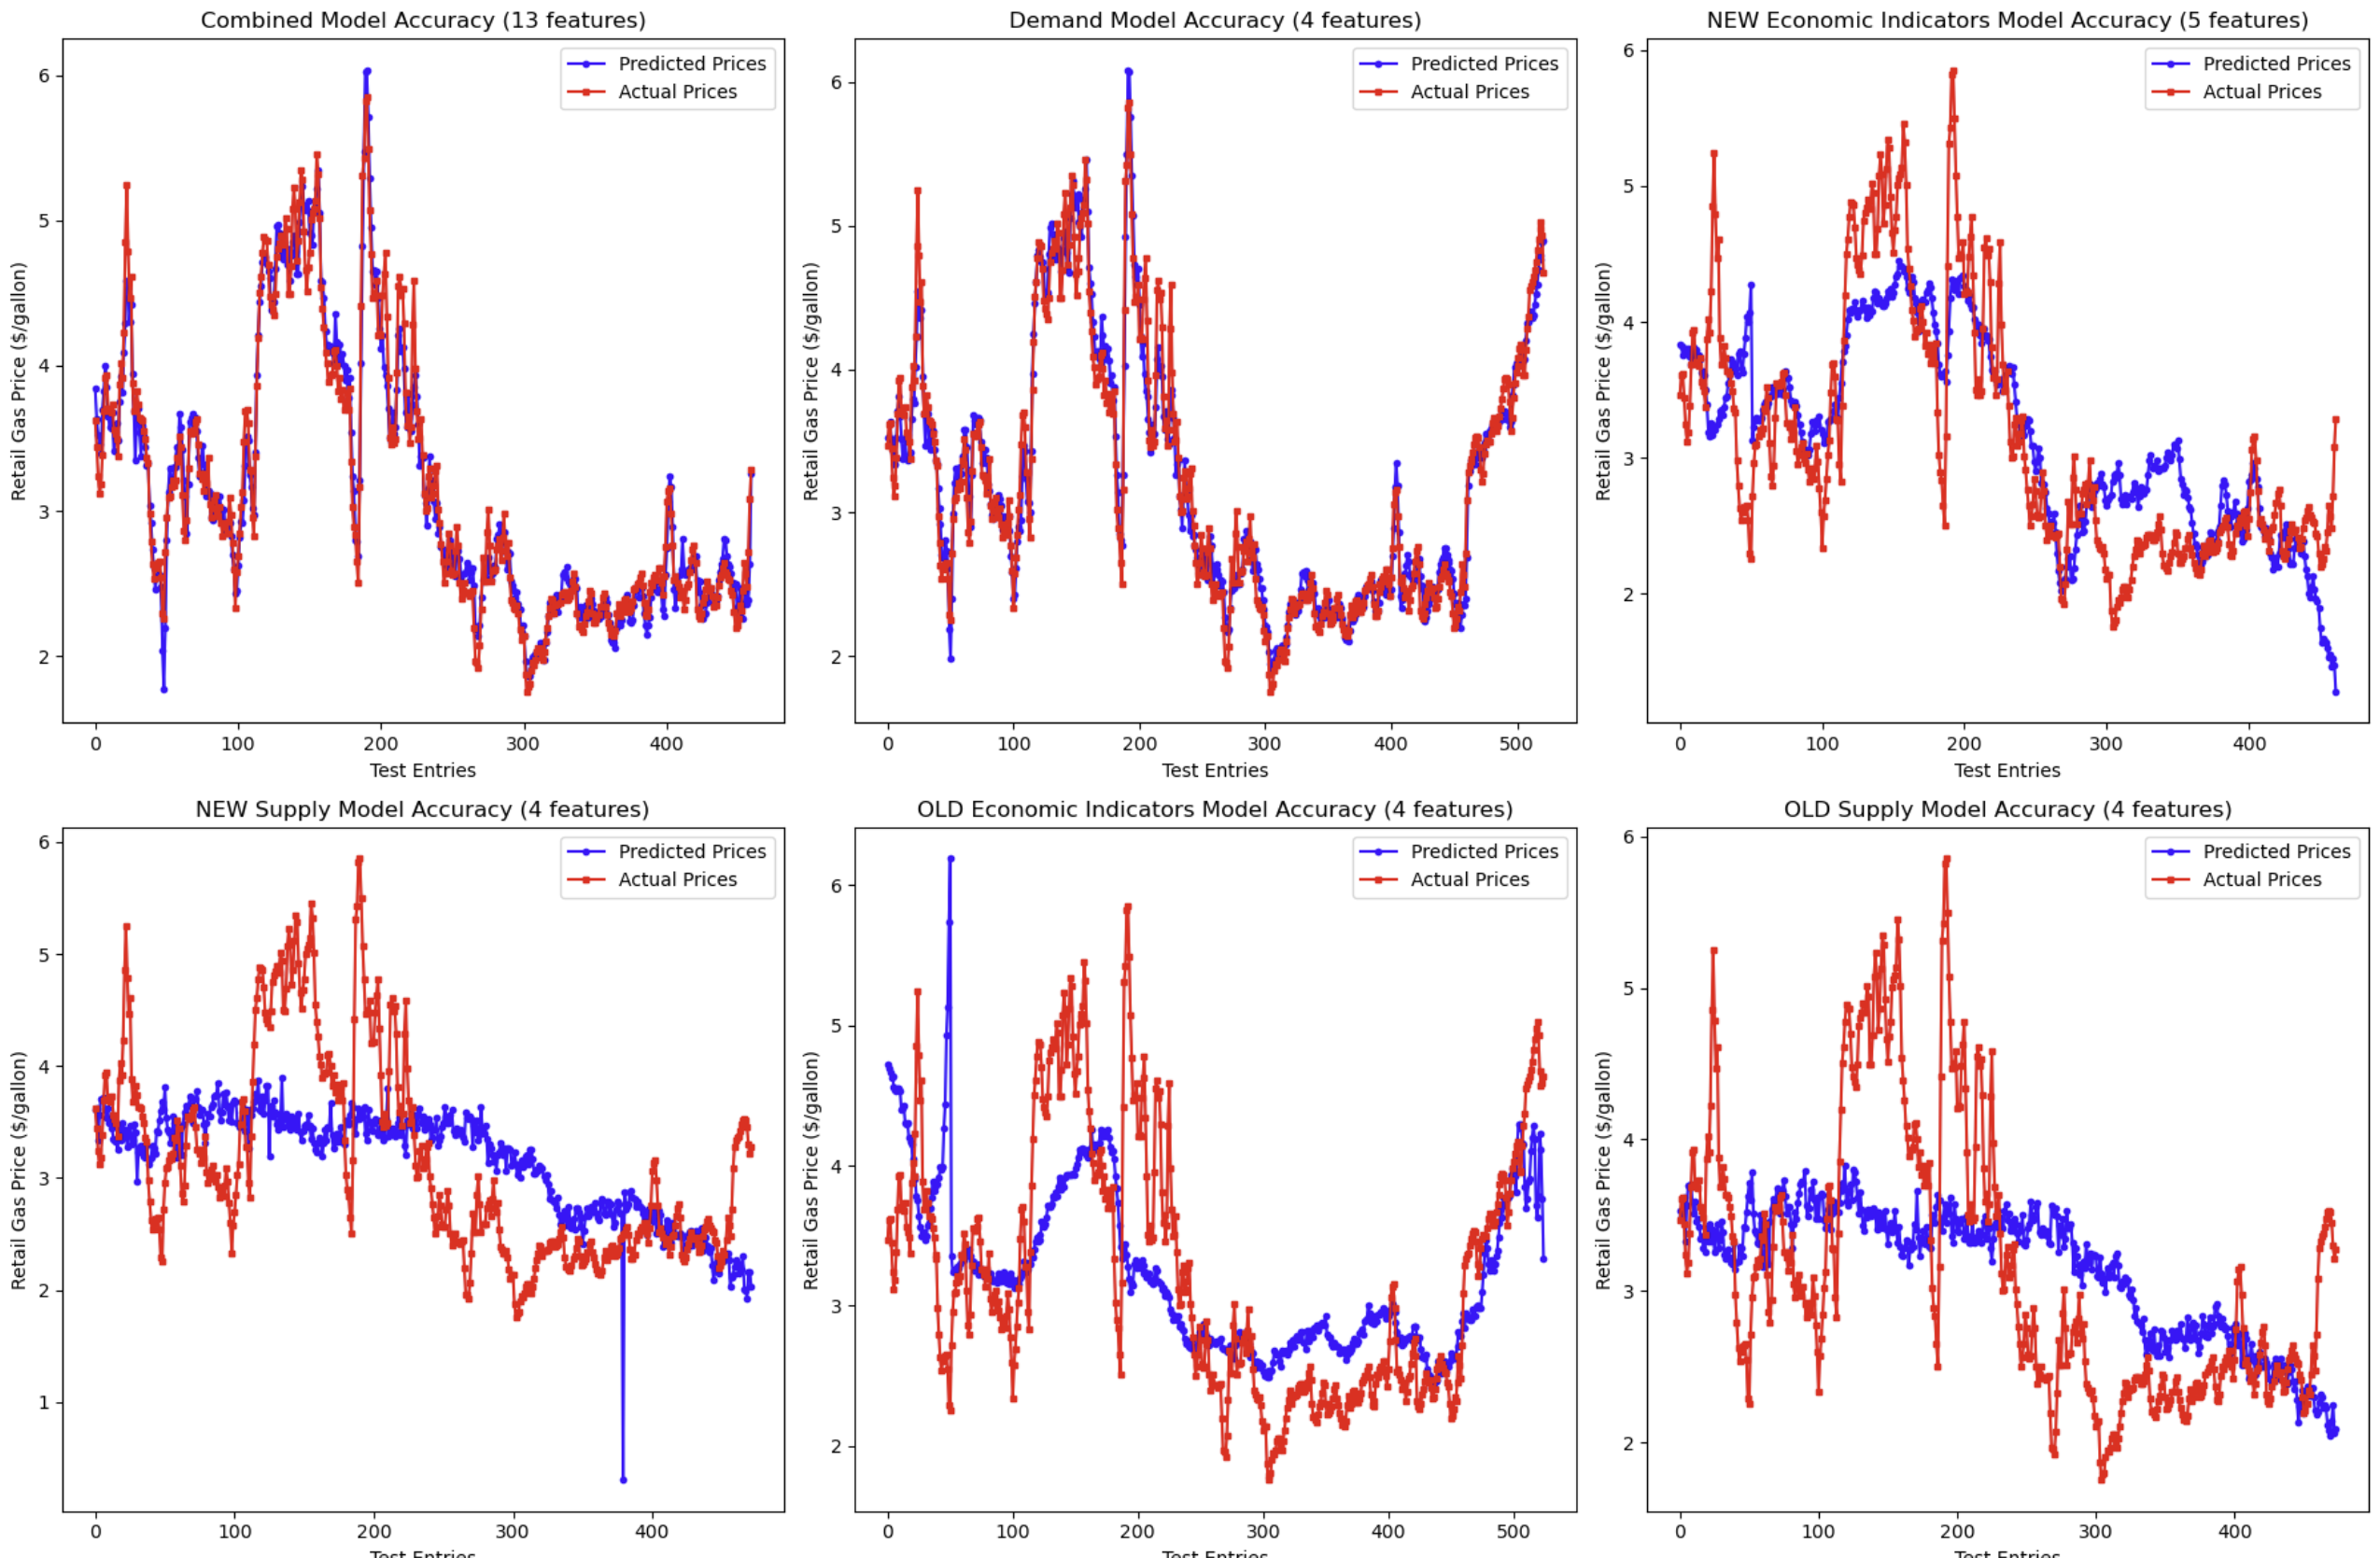 Combined Model Accuracy (13 features)
Predicted Prices
Actual Prices
Retail Gas Price ($/gallon)
6
5
4
3
2
0 100 200 300 400
Test Entries
Demand Model Accuracy (4 features)
Predicted Prices
Actual Prices
Retail Gas Price ($/gallon)
6
5
4
3
2
0 100 200 300 400 500
Test Entries
NEW Economic Indicators Model Accuracy (5 features)
Predicted Prices
Actual Prices
Retail Gas Price ($/gallon)
6
5
4
3
2
0 100 200 300 400
Test Entries
NEW Supply Model Accuracy (4 features)
Predicted Prices
Actual Prices
Retail Gas Price ($/gallon)
6
5
4
3
2
1
0 100 200 300 400
Test Entries
OLD Economic Indicators Model Accuracy (4 features)
Predicted Prices
Actual Prices
Retail Gas Price ($/gallon)
6
5
4
3
2
0 100 200 300 400 500
Test Entries
OLD Supply Model Accuracy (4 features)
Predicted Prices
Actual Prices
Retail Gas Price ($/gallon)
6
5
4
3
2
0 100 200 300 400
Test Entries